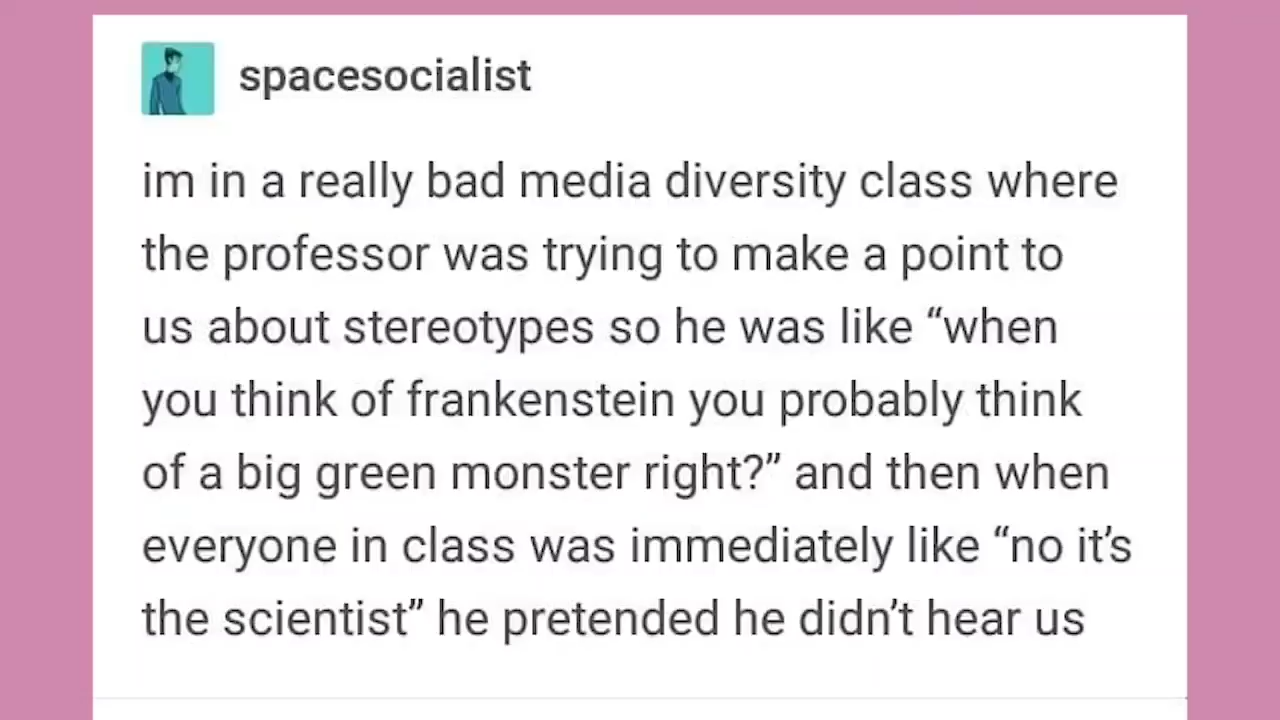 spacesocialist
im in a really bad media diversity class where
the professor was trying to make a point to
us about stereotypes so he was like “when
you think of frankenstein you probably think
of a big green monster right?” and then when
everyone in class was immediately like “no it’s
the scientist” he pretended he didn’t hear us